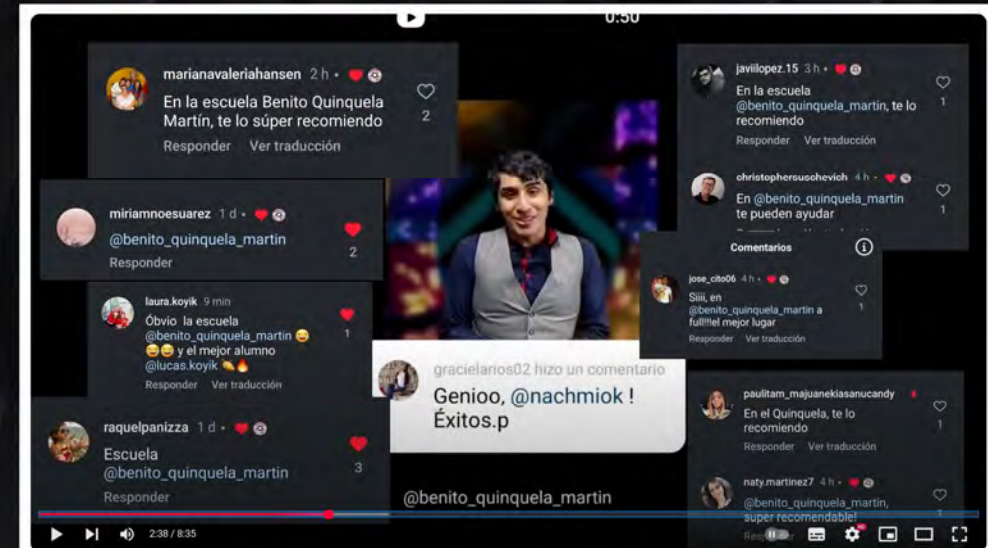 0:50
marianavaleriahansen 2 h •
En la escuela Benito Quinquela
Martín, te lo súper recomiendo
2
Responder Ver traducción
miriamnoesuarez 1 d •
@benito_quinquela_martin
2
Responder
laura.koyik 9 min
Óbvio la escuela
@benito_quinquela_martin 😄
😄😄 y el mejor alumno
@lucas.koyik 👏🔥
1
Responder Ver traducción
raquelpanizza 1 d •
Escuela
@benito_quinquela_martin
3
Responder
gracielarios02 hizo un comentario
Genioo, @nachmiok !
Éxitos.p
@benito_quinquela_martin
javiilopez.15 3 h •
En la escuela
@benito_quinquela_martin, te lo
recomiendo
1
Responder Ver traducción
christophersuschevich 4 h •
En @benito_quinquela_martin
te pueden ayudar
1
Comentarios
jose_cito06 4 h •
Siiii, en
@benito_quinquela_martin a
full!!!el mejor lugar
1
Responder Ver traducción
paulitam_majuanekiasanucandy
En el Quinquela, te lo
recomiendo
1
Responder Ver traducción
naty.martinez7 4 h •
@benito_quinquela_martin,
super recomendable!
2:38 / 8:35